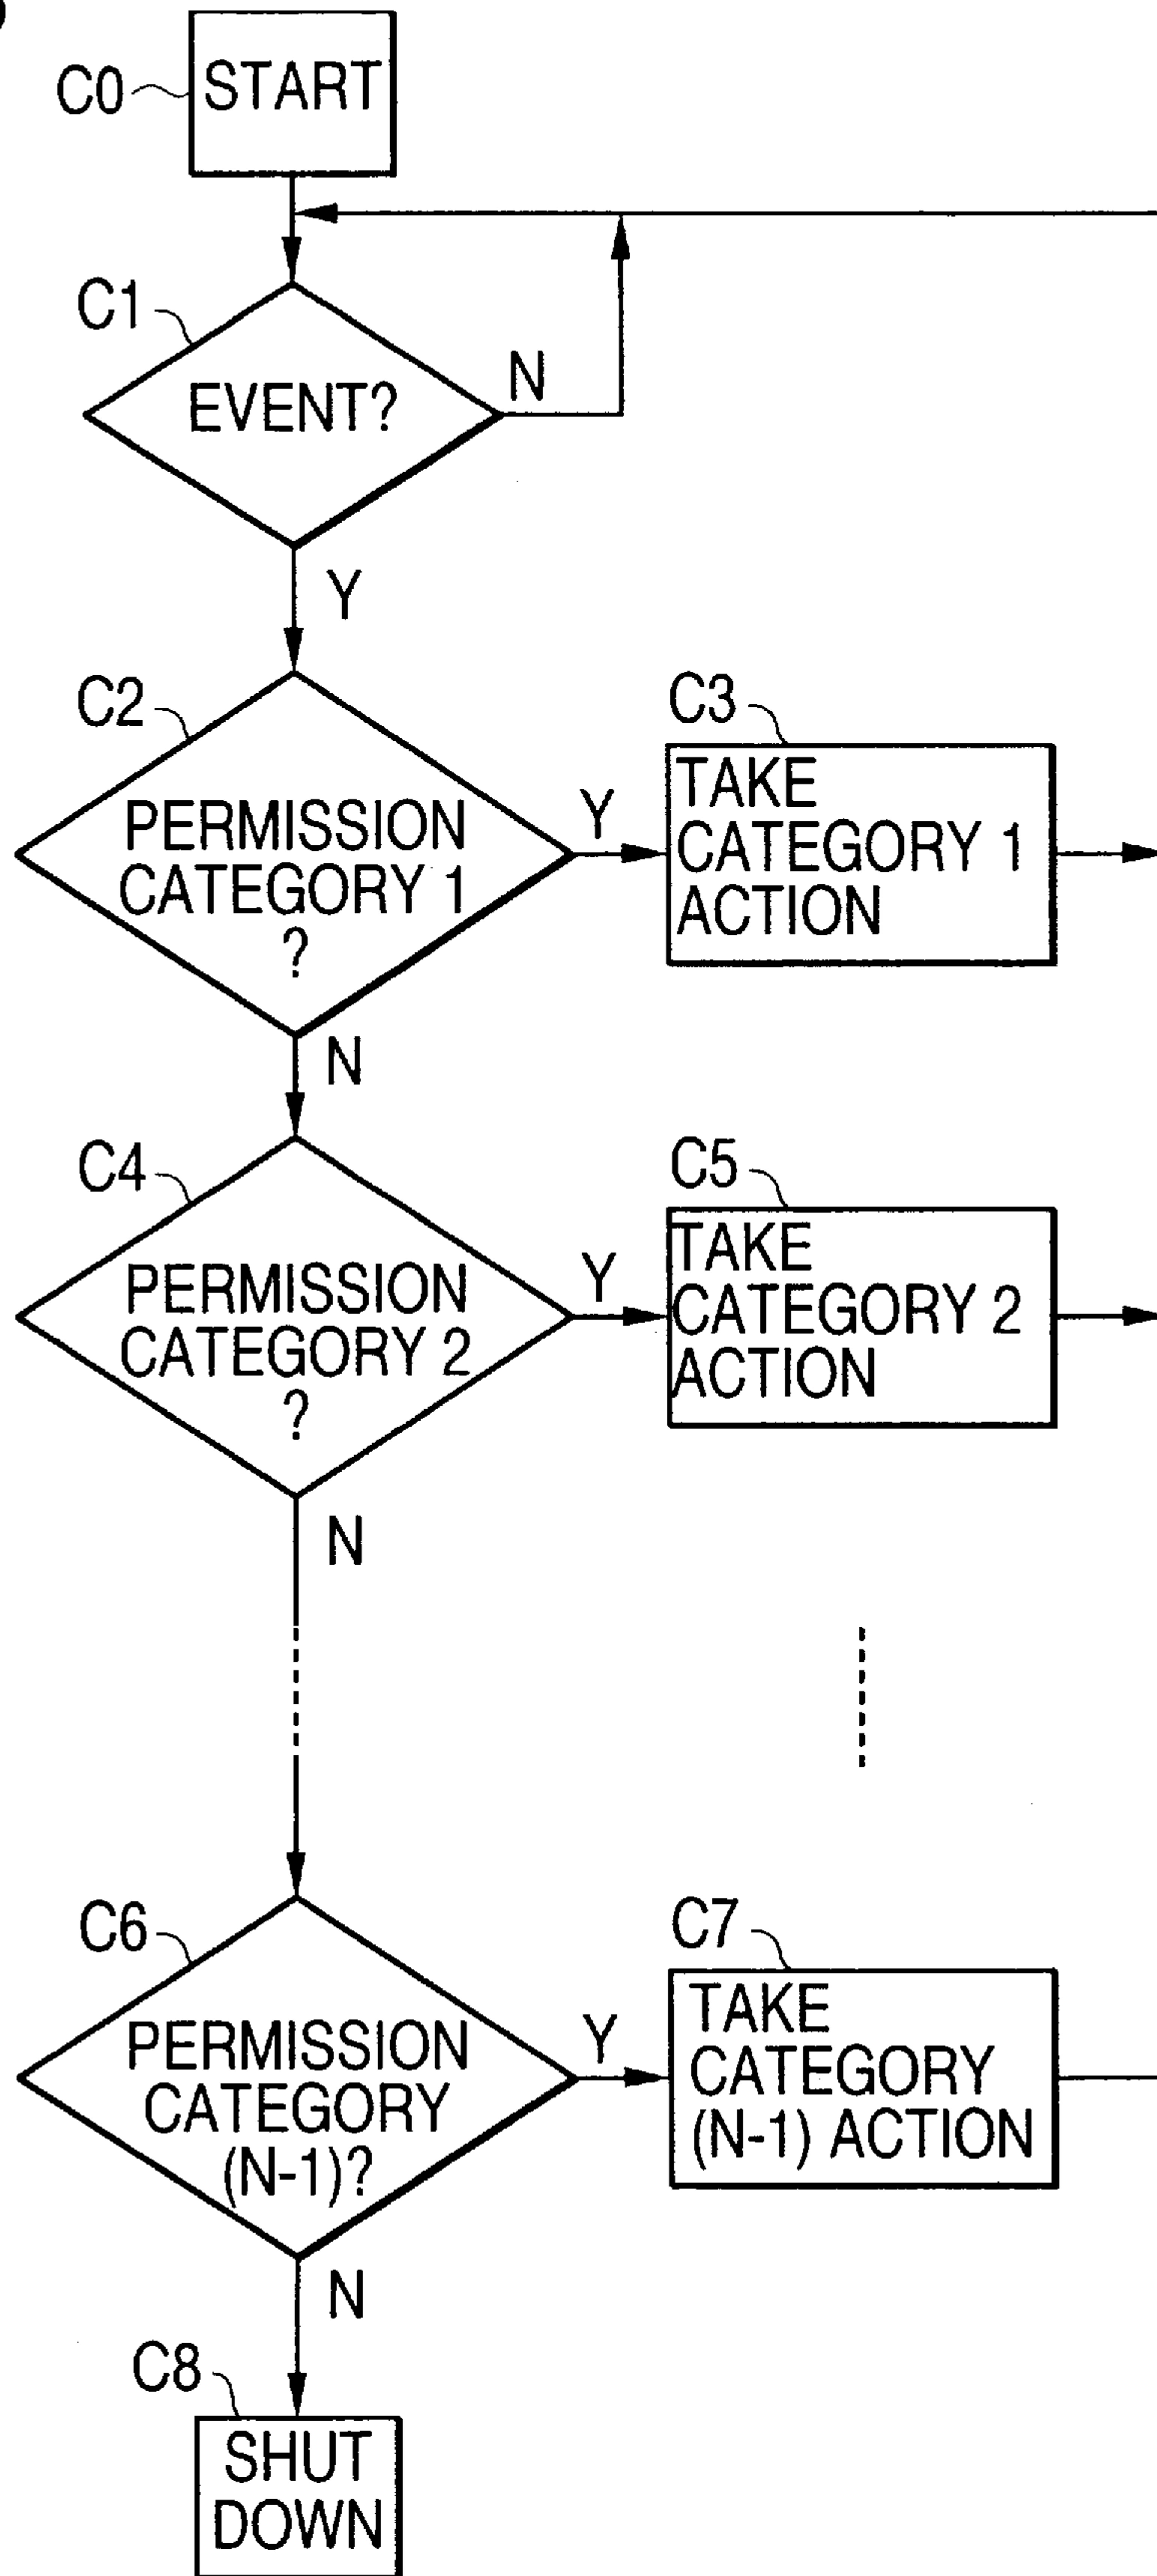 C0
START
C1
EVENT?
N
Y
C2
PERMISSION
CATEGORY 1
?
Y
C3
TAKE
CATEGORY 1
ACTION
N
C4
PERMISSION
CATEGORY 2
?
Y
C5
TAKE
CATEGORY 2
ACTION
N
C6
PERMISSION
CATEGORY
(N-1)?
Y
C7
TAKE
CATEGORY
(N-1) ACTION
N
C8
SHUT
DOWN